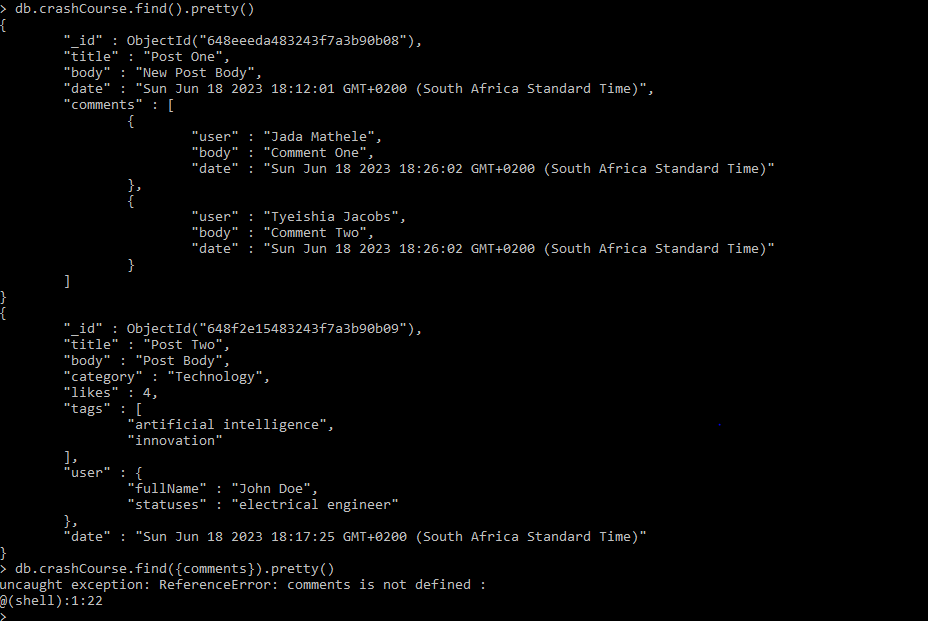 > db.crashCourse.find().pretty()
{
"_id" : ObjectId("648eeeda483243f7a3b90b08"),
"title" : "Post One",
"body" : "New Post Body",
"date" : "Sun Jun 18 2023 18:12:01 GMT+0200 (South Africa Standard Time)",
"comments" : [
{
"user" : "Jada Mathele",
"body" : "Comment One",
"date" : "Sun Jun 18 2023 18:26:02 GMT+0200 (South Africa Standard Time)"
},
{
"user" : "Tyeishia Jacobs",
"body" : "Comment Two",
"date" : "Sun Jun 18 2023 18:26:02 GMT+0200 (South Africa Standard Time)"
}
]
}
{
"_id" : ObjectId("648f2e15483243f7a3b90b09"),
"title" : "Post Two",
"body" : "Post Body",
"category" : "Technology",
"likes" : 4,
"tags" : [
"artificial intelligence",
"innovation"
],
"user" : {
"fullName" : "John Doe",
"statuses" : "electrical engineer"
},
"date" : "Sun Jun 18 2023 18:17:25 GMT+0200 (South Africa Standard Time)"
}
> db.crashCourse.find({comments}).pretty()
uncaught exception: ReferenceError: comments is not defined :
@(shell):1:22
>